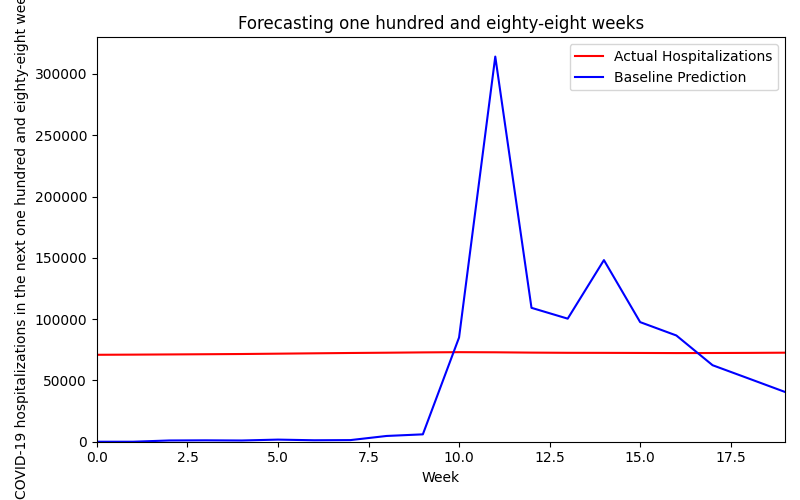 Forecasting one hundred and eighty-eight weeks
COVID-19 hospitalizations in the next one hundred and eighty-eight
300000
250000
200000
150000
100000
50000
0
Actual Hospitalizations
Baseline Prediction
0.0 2.5 5.0 7.5 10.0 12.5 15.0 17.5
Week